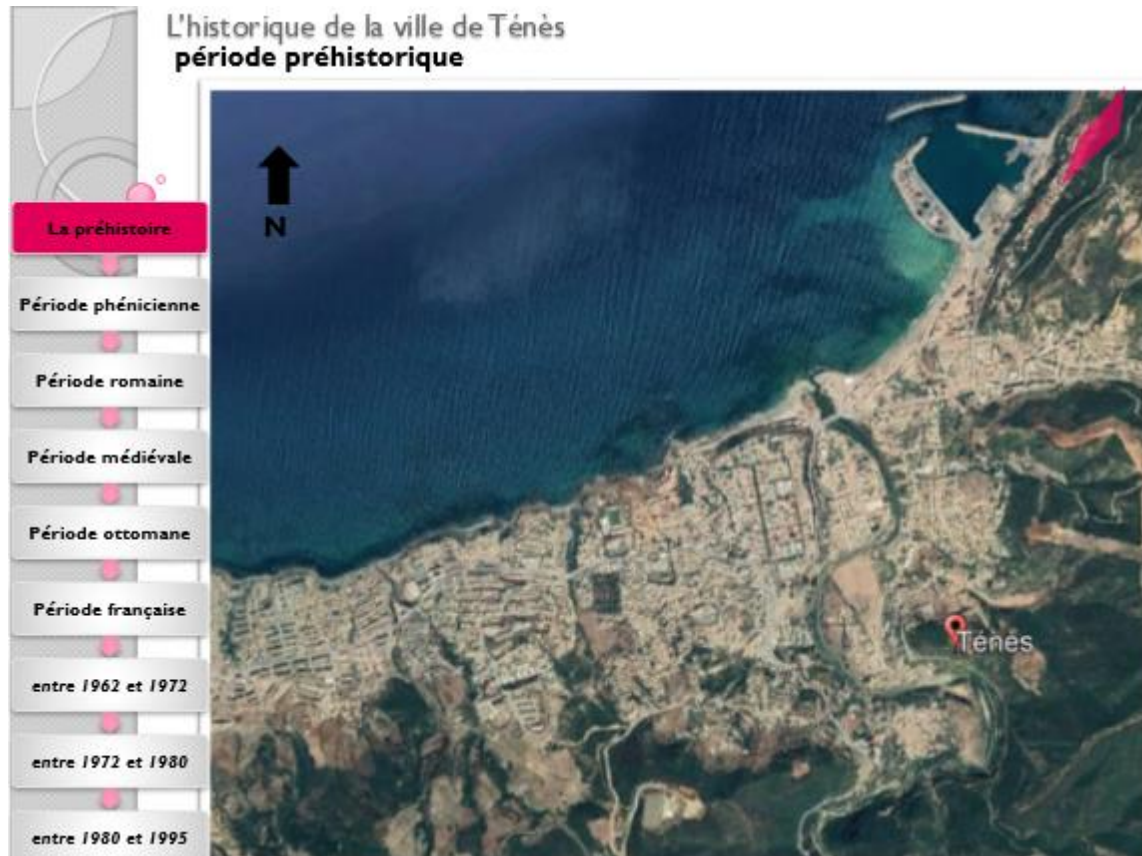 L'historique de la ville de Ténès
période préhistorique
N
La préhistoire
Période phénicienne
Période romaine
Période médiévale
Période ottomane
Période française
entre 1962 et 1972
entre 1972 et 1980
entre 1980 et 1995
Ténès